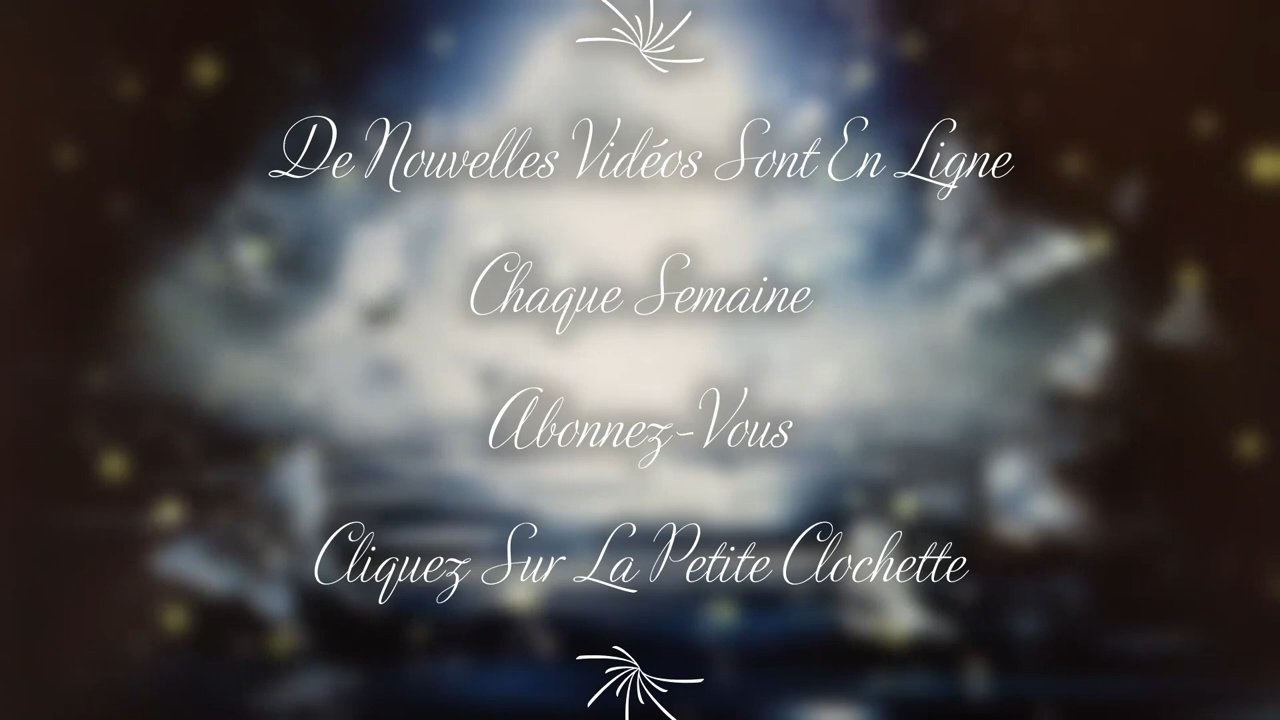 De Nouvelles Vidéos Sont En Ligne
Chaque Semaine
Abonnez-Vous
Cliquez Sur La Petite Clochette